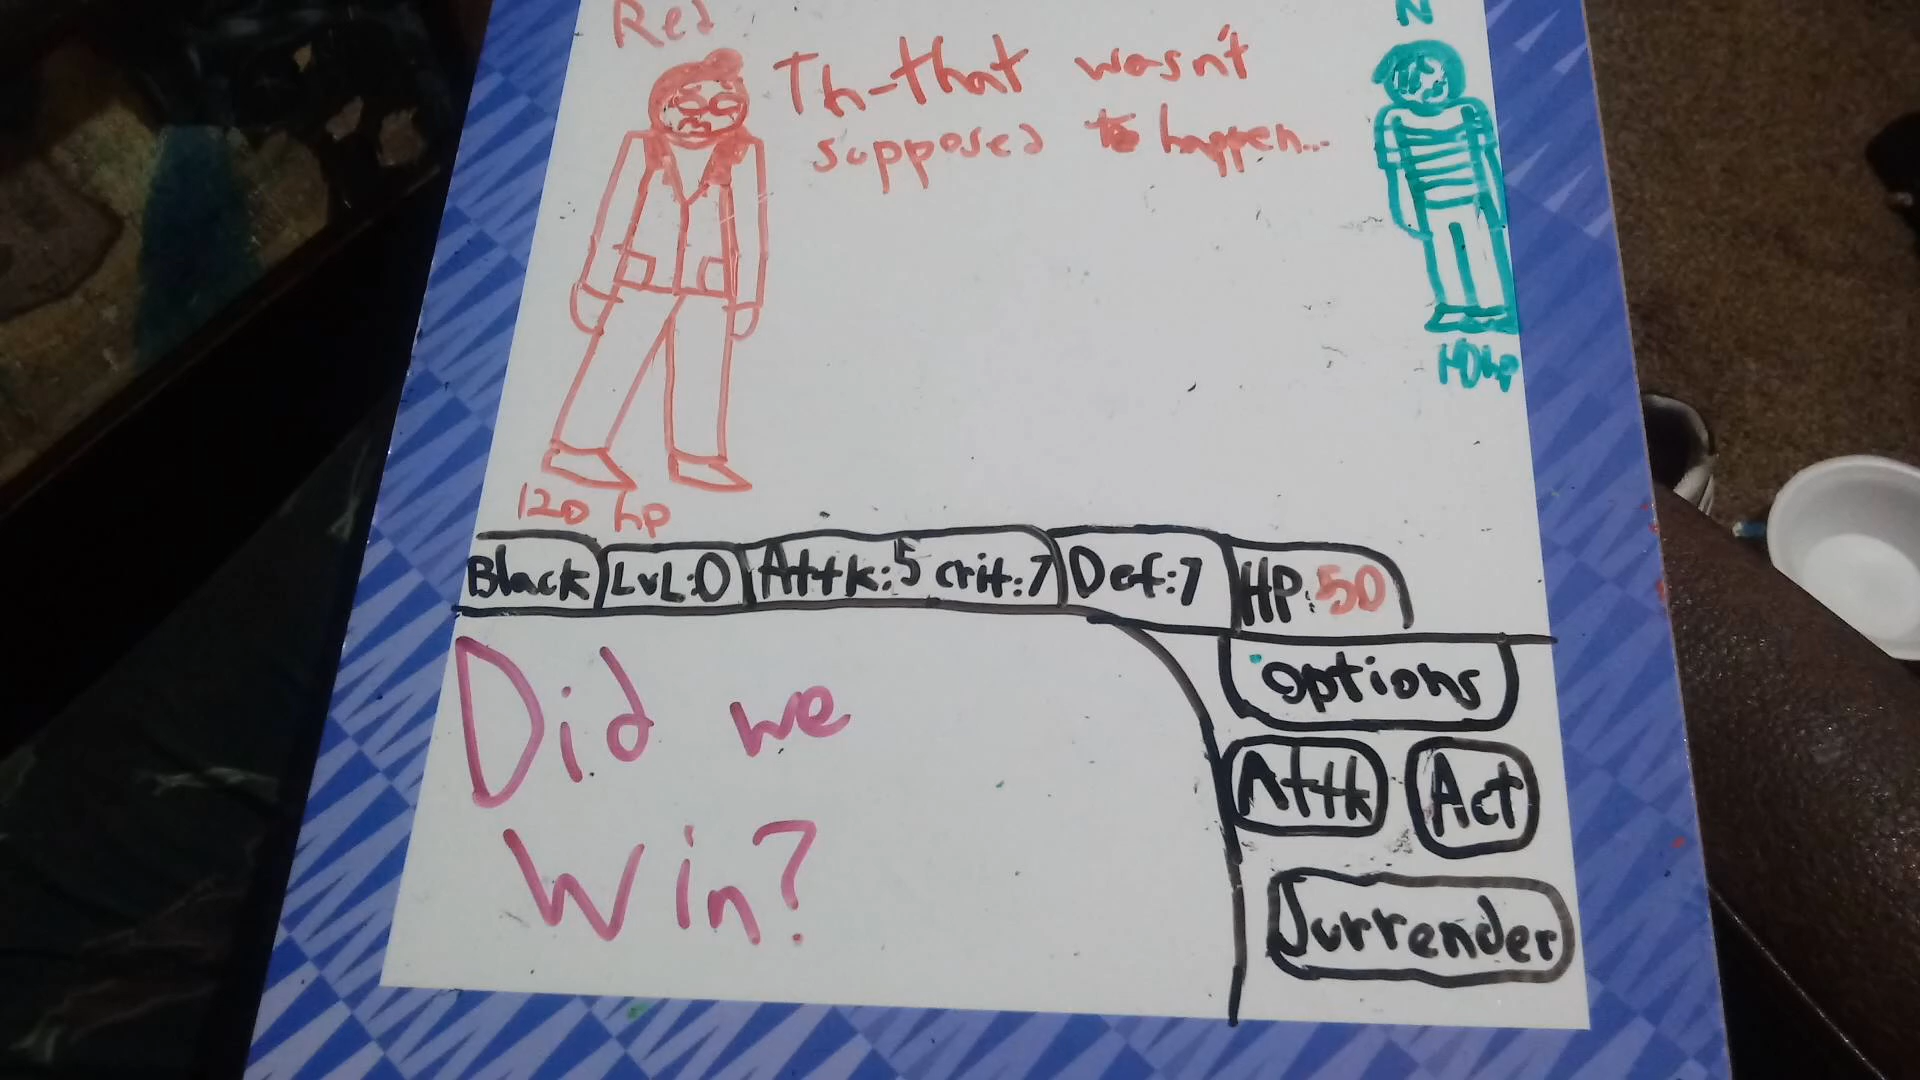 Red
N
Th-that wasn't
supposed to happen...
120 hp
Black
LvL:0
Attk:5 crit:7
Def:7
HP:50
options
Attk
Act
Surrender
Did we
Win?